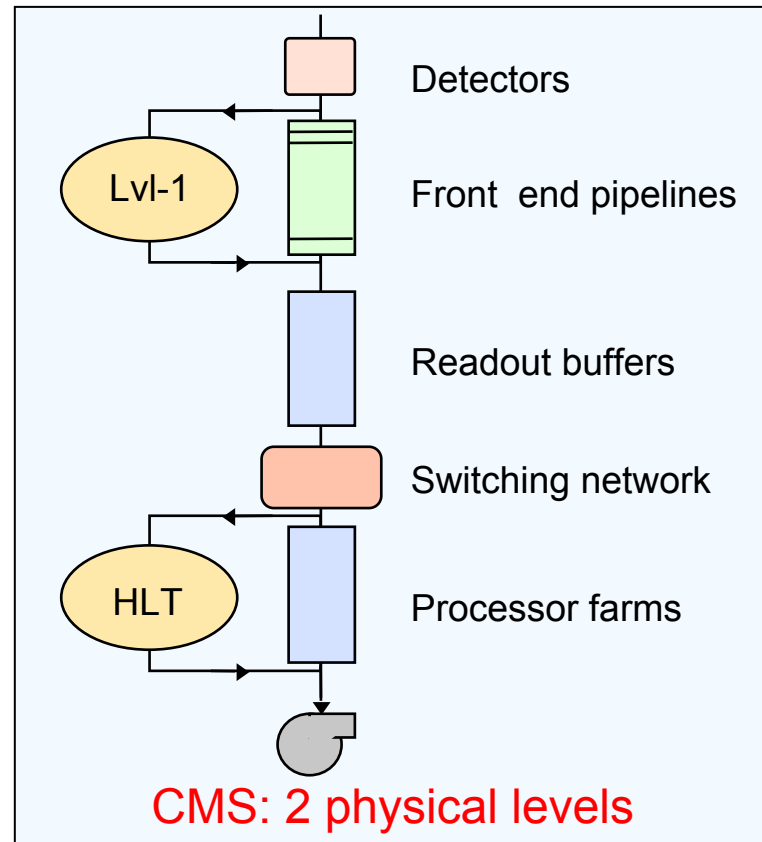 Detectors
Lvl-1
Front end pipelines
Readout buffers
Switching network
HLT
Processor farms
CMS: 2 physical levels